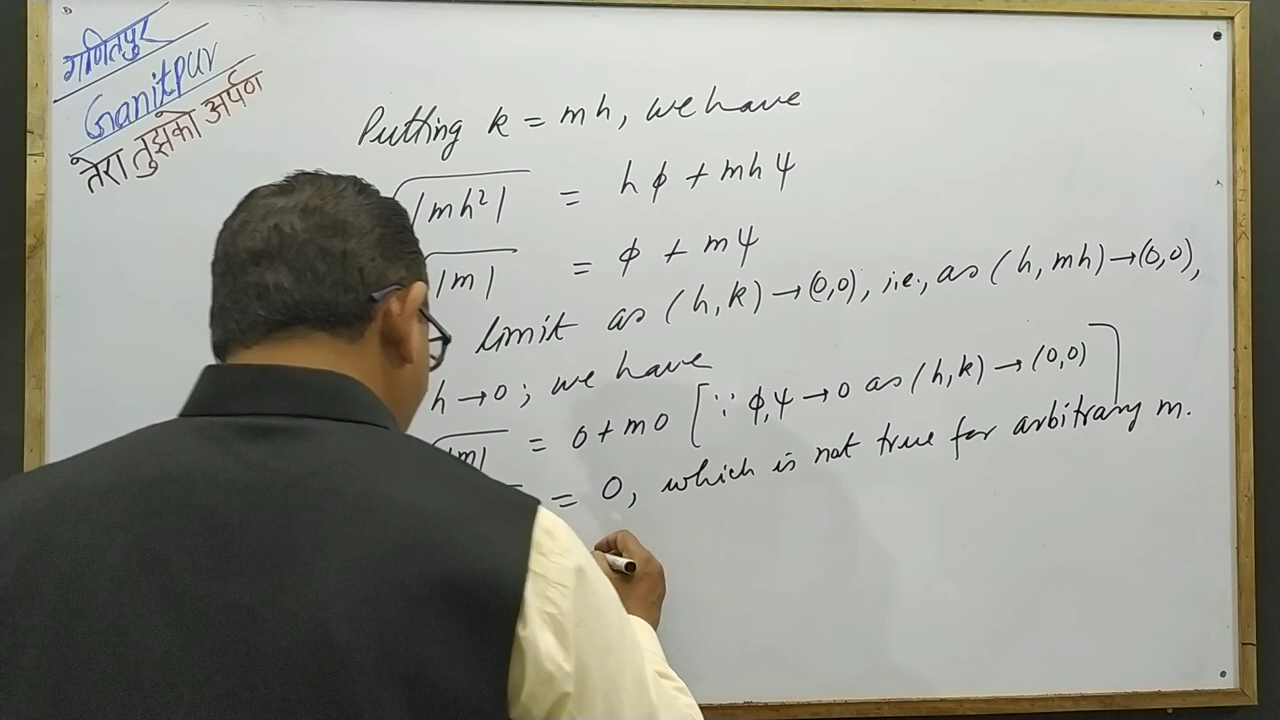 गणितपुर
Ganitpur
तेरा तुझको अर्पण
Putting k = mh, we have
√|mh²| = hϕ + mhψ
√|m| = ϕ + mψ
limit as (h, k) → (0,0), i.e., as (h, mh) → (0,0),
h → 0; we have
√|m| = 0 + m0 [∵ ϕ,ψ → 0 as (h,k) → (0,0)]
= 0, which is not true for arbitrary m.